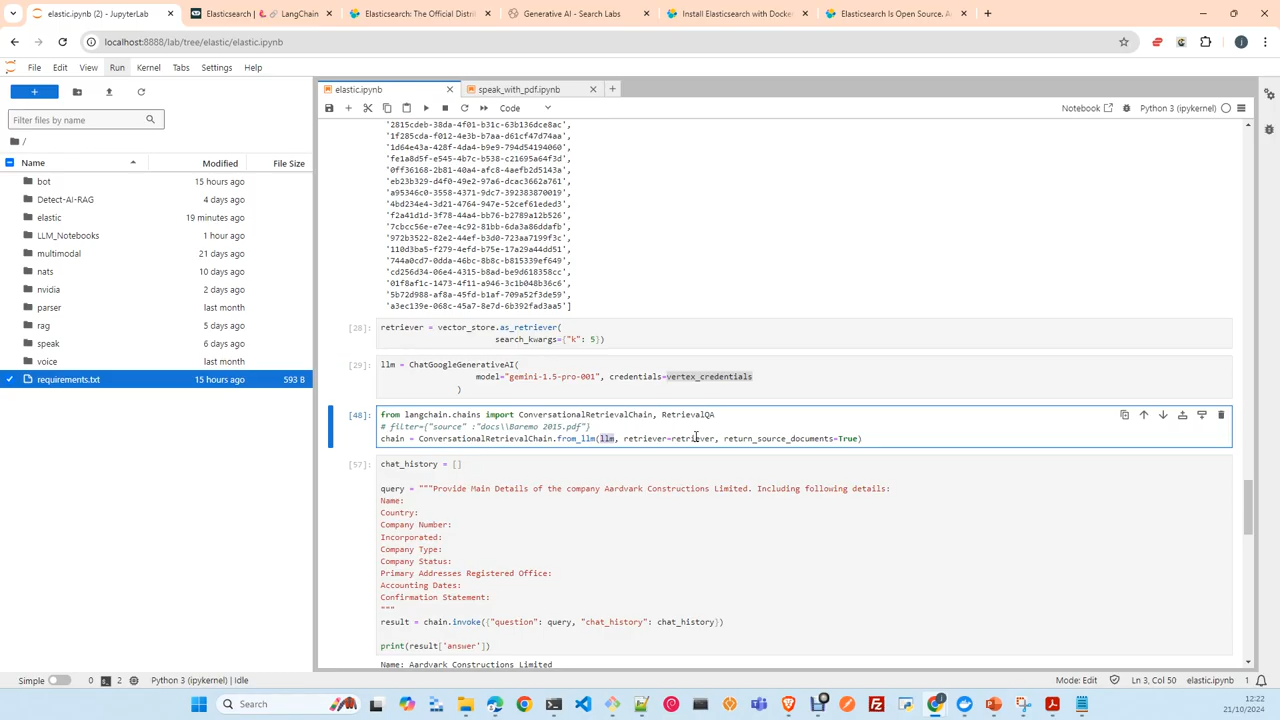 elastic.ipynb - JupyterLab
Elasticsearch | 🦜🔗 LangChain
Elasticsearch: The Official Distri
Generative AI - Search Labs
Install Elasticsearch with Docker
Elasticsearch Is Open Source. A
localhost:8888/lab/tree/elastic/elastic.ipynb
File Edit View Run Kernel Tabs Settings Help
Filter files by name
/
Name Modified File Size
bot 15 hours ago
Detect-AI-RAG 4 days ago
elastic 19 minutes ago
LLM_Notebooks 1 hour ago
multimodal 21 days ago
nats 10 days ago
nvidia 2 days ago
parser last month
rag 5 days ago
speak 6 days ago
voice last month
requirements.txt 15 hours ago 593 B
elastic.ipynb
speak_with_pdf.ipynb
Code
Notebook
Python 3 (ipykernel)
'2815cdeb-38da-4f01-b31c-63b136dce8ac',
'1f285cda-f012-4e3b-b7aa-d61cf47d74aa',
'1d64e43a-428f-4da4-b9e9-794d54194060',
'fe1a8d5f-e545-4b7c-b538-c21695a64f3d',
'0ff36168-2b81-40a4-afc8-4aefb2d5143a',
'eb23b329-d4f0-49e2-97a6-dcac3662a761',
'a95346c0-3558-4371-9dc7-392383870019',
'4bd234e4-3d21-4764-947e-52cef61eded3',
'f2a41d1d-3f78-44a4-bb76-b2789a12b526',
'7cbcc56e-e7ee-4c92-81bb-6da3a86ddafb',
'972b3522-82e2-44ef-b3d0-723aa7199f3c',
'110d3ba5-f279-4efd-b75e-17a29a44dd51',
'744a0cd7-0dda-46bc-8b8c-b815339ef649',
'cd256d34-06e4-4315-b8ad-be9d618358cc',
'01f8af1c-1473-4f11-a946-3c1b048b36c6',
'5b72d988-af8a-45fd-b1af-709a52f3de59',
'a3ec139e-068c-45a7-8e7d-6b392fad3aa5']
[28]: retriever = vector_store.as_retriever(
search_kwargs={"k": 5})
[29]: llm = ChatGoogleGenerativeAI(
model="gemini-1.5-pro-001", credentials=vertex_credentials
)
[48]: from langchain.chains import ConversationalRetrievalChain, RetrievalQA
# filter={"source" :"docs\\Baremo 2015.pdf"}
chain = ConversationalRetrievalChain.from_llm(llm, retriever=retriever, return_source_documents=True)
[57]: chat_history = []
query = """Provide Main Details of the company Aardvark Constructions Limited. Including following details:
Name:
Country:
Company Number:
Incorporated:
Company Type:
Company Status:
Primary Addresses Registered Office:
Accounting Dates:
Confirmation Statement:
"""
result = chain.invoke({"question": query, "chat_history": chat_history})
print(result['answer'])
Name: Aardvark Constructions Limited
Simple 0 2 Python 3 (ipykernel) | Idle Mode: Edit Ln 3, Col 50 elastic.ipynb 1
Search
12:22
21/10/2024